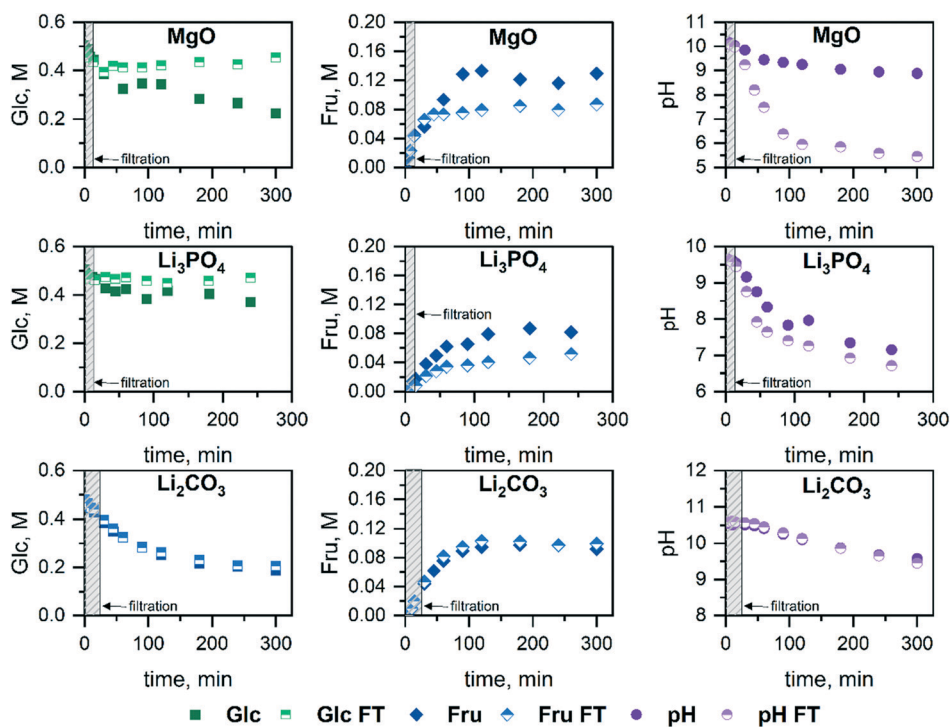 MgO
0.6
0.4
0.2
0.0
Glc, M
filtration
0 100 200 300
time, min
MgO
0.20
0.16
0.12
0.08
0.04
0.00
Fru, M
filtration
0 100 200 300
time, min
MgO
11
10
9
8
7
6
5
pH
filtration
0 100 200 300
time, min
Li₃PO₄
0.6
0.4
0.2
0.0
Glc, M
filtration
0 100 200 300
time, min
Li₃PO₄
0.20
0.16
0.12
0.08
0.04
0.00
Fru, M
filtration
0 100 200 300
time, min
Li₃PO₄
10
9
8
7
6
pH
filtration
0 100 200 300
time, min
Li₂CO₃
0.6
0.4
0.2
0.0
Glc, M
filtration
0 100 200 300
time, min
Li₂CO₃
0.20
0.16
0.12
0.08
0.04
0.00
Fru, M
filtration
0 100 200 300
time, min
Li₂CO₃
12
11
10
9
8
pH
filtration
0 100 200 300
time, min
Glc Glc FT Fru Fru FT pH pH FT